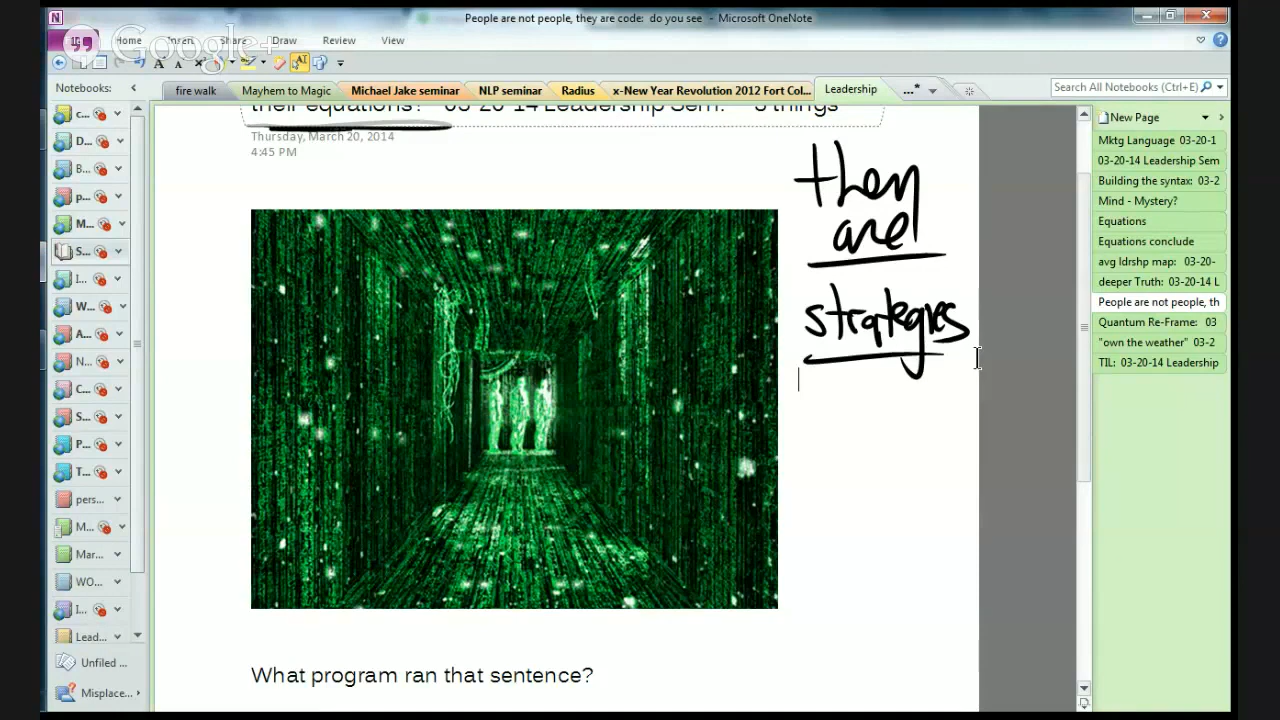 People are not people, they are code: do you see - Microsoft OneNote
Google+
Home Insert Share Draw Review View
Notebooks:
fire walk Mayhem to Magic Michael Jake seminar NLP seminar Radius x-New Year Revolution 2012 Fort Col... Leadership ...*
Search All Notebooks (Ctrl+E)
their equations? 03-20-14 Leadership Sem: things
Thursday, March 20, 2014
4:45 PM
they
are
strategies
What program ran that sentence?
C...
D...
B...
p...
M...
S...
I...
W...
A...
N...
C...
S...
P...
T...
pers...
M...
Mar...
WO...
I...
Lead...
Unfiled ...
Misplace...
New Page
Mktg Language 03-20-1
03-20-14 Leadership Sem
Building the syntax: 03-2
Mind - Mystery?
Equations
Equations conclude
avg ldrshp map: 03-20-
deeper Truth: 03-20-14 L
People are not people, th
Quantum Re-Frame: 03
"own the weather" 03-2
TIL: 03-20-14 Leadership